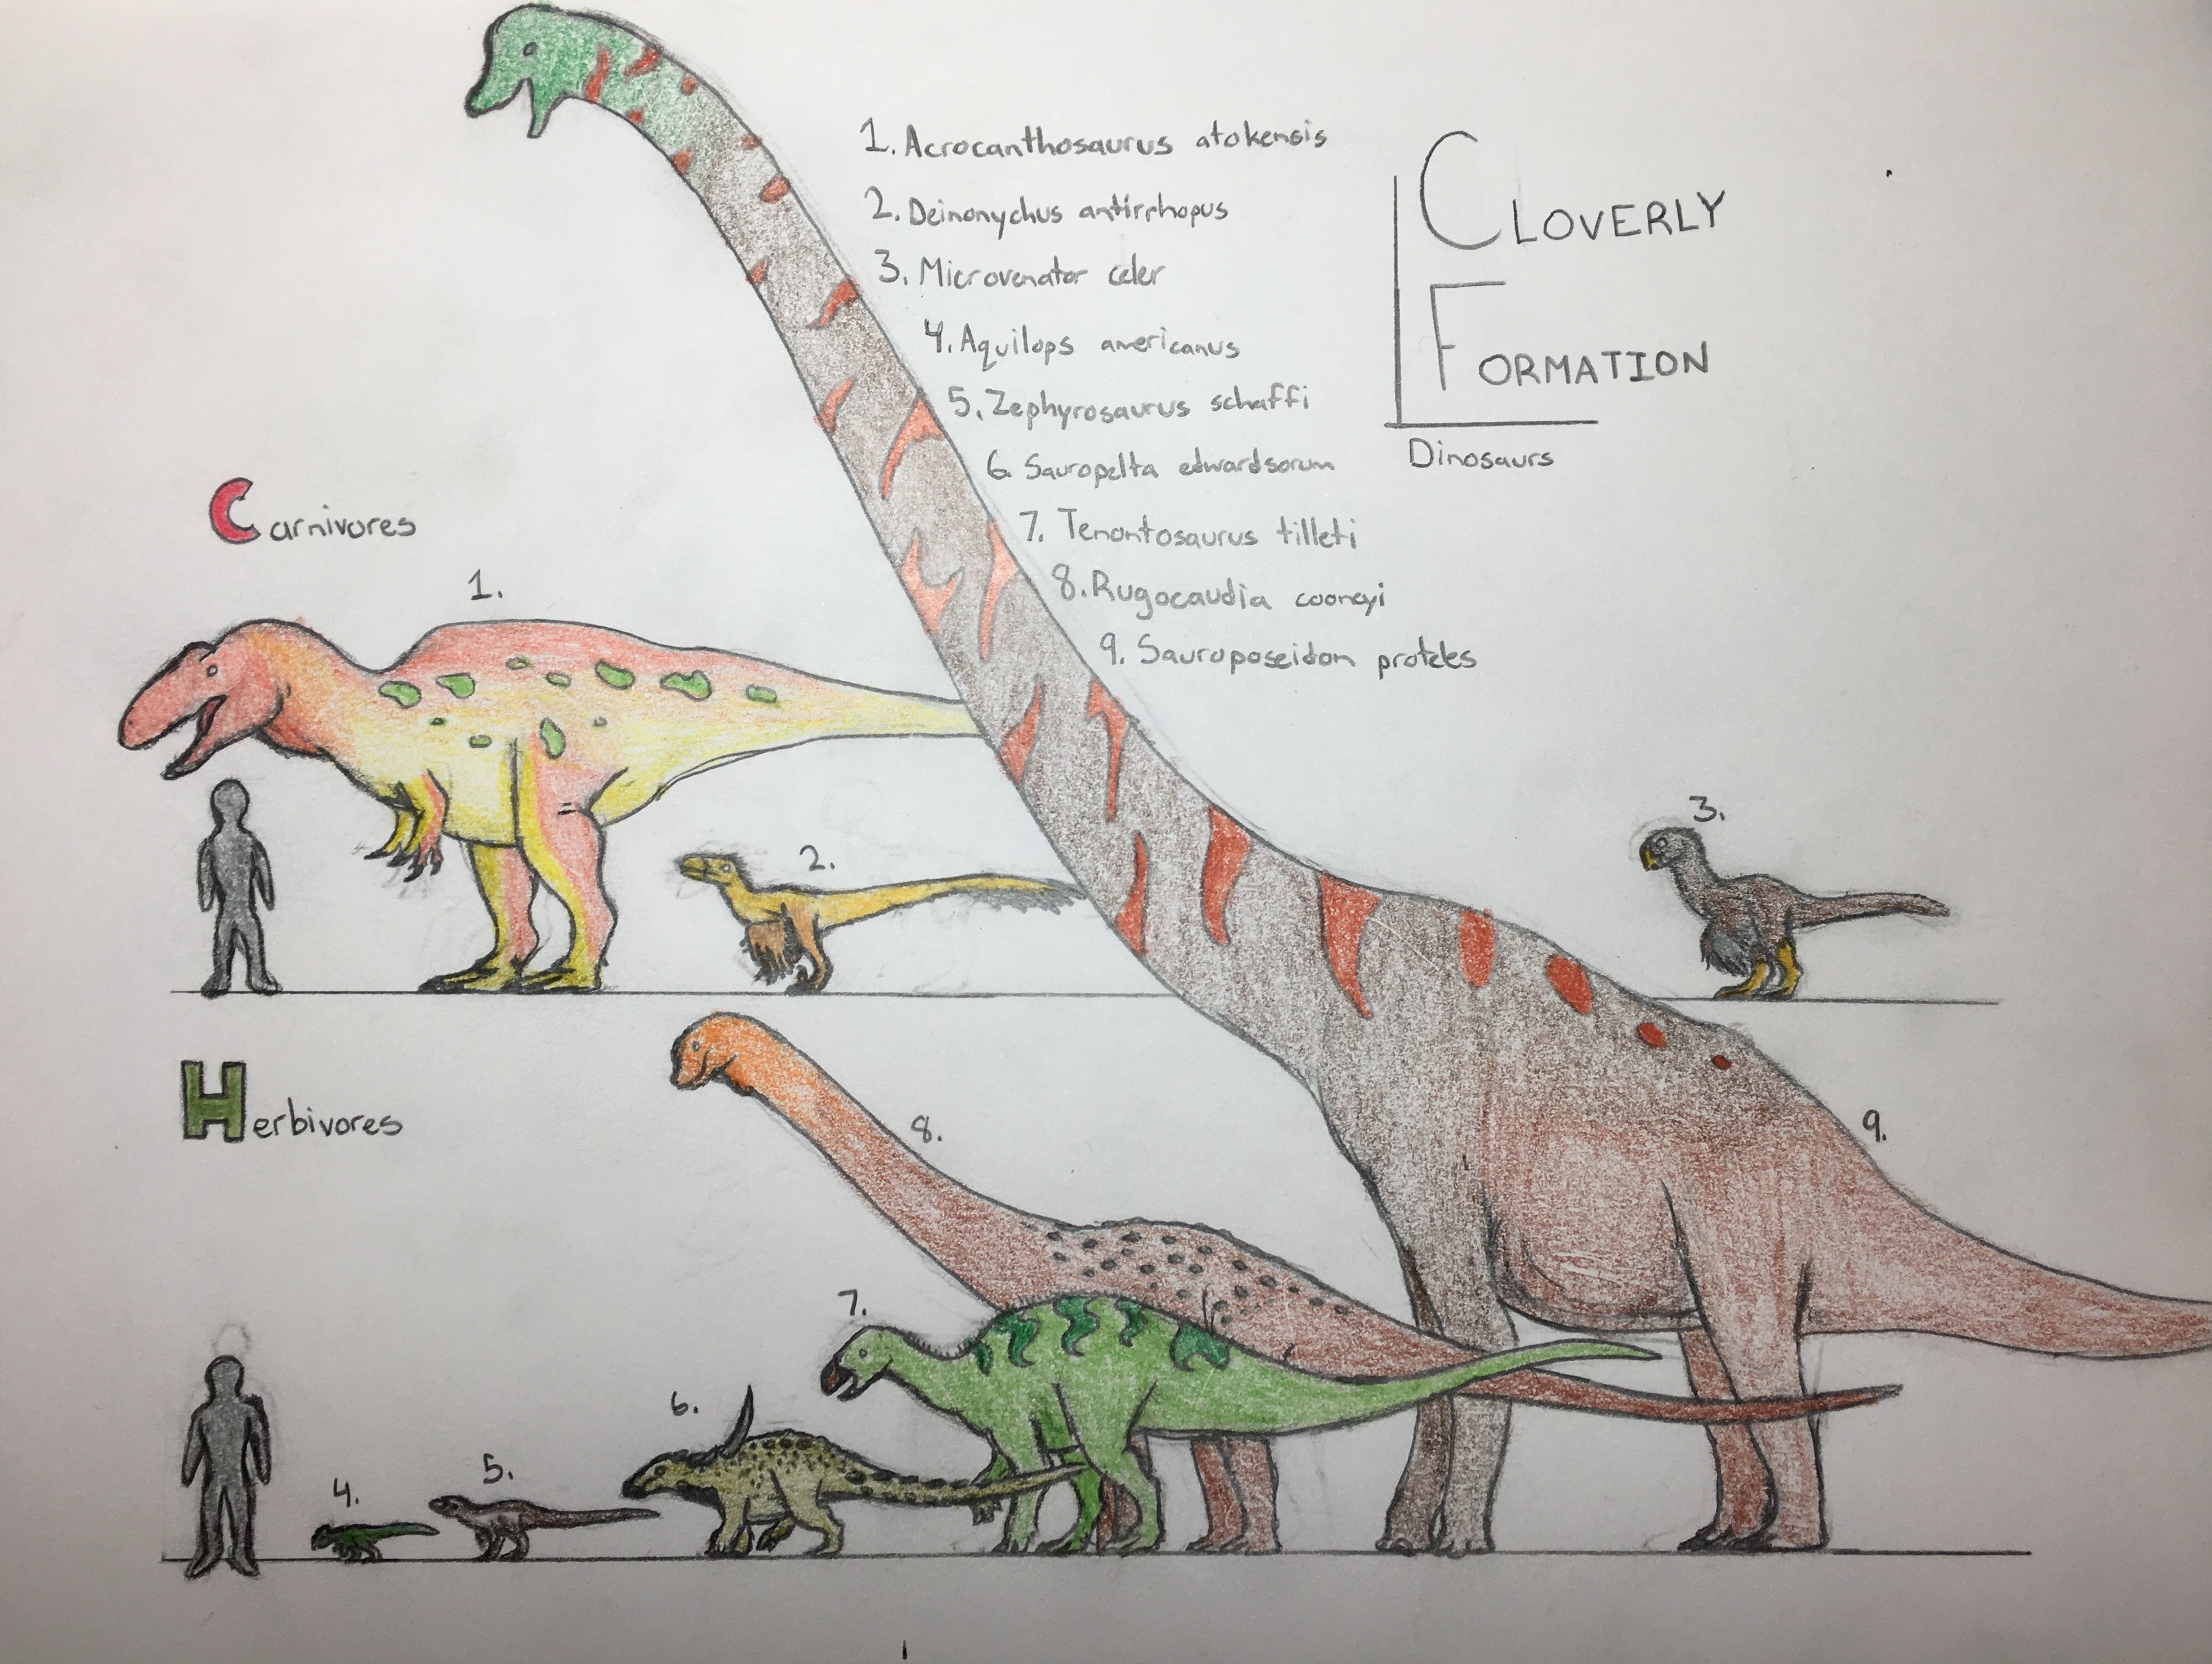 1. Acrocanthosaurus atokensis
2. Deinonychus antirrhopus
3. Microvenator celer
4. Aquilops americanus
5. Zephyrosaurus schaffi
6. Sauropelta edwardsorum
7. Tenontosaurus tilleti
8. Rugocaudia cooneyi
9. Sauroposeidon proteles
CLOVERLY
FORMATION
Dinosaurs
Carnivores
1.
2.
3.
Herbivores
8.
9.
7.
6.
5.
4.